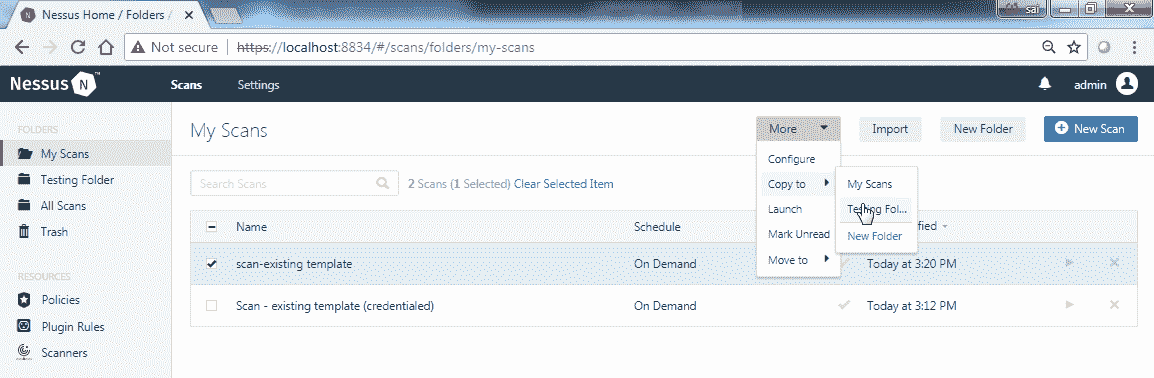 Nessus Home / Folders /
sai
Not secure https://localhost:8834/#/scans/folders/my-scans
Nessus N ™ Scans Settings admin
FOLDERS
My Scans
Testing Folder
All Scans
Trash
RESOURCES
Policies
Plugin Rules
Scanners
My Scans More Import New Folder New Scan
Search Scans 2 Scans (1 Selected) Clear Selected Item
Configure
Copy to
Launch
Mark Unread
Move to
My Scans
Testing Fol...
New Folder
Name Schedule
scan-existing template On Demand Today at 3:20 PM
Scan - existing template (credentialed) On Demand Today at 3:12 PM